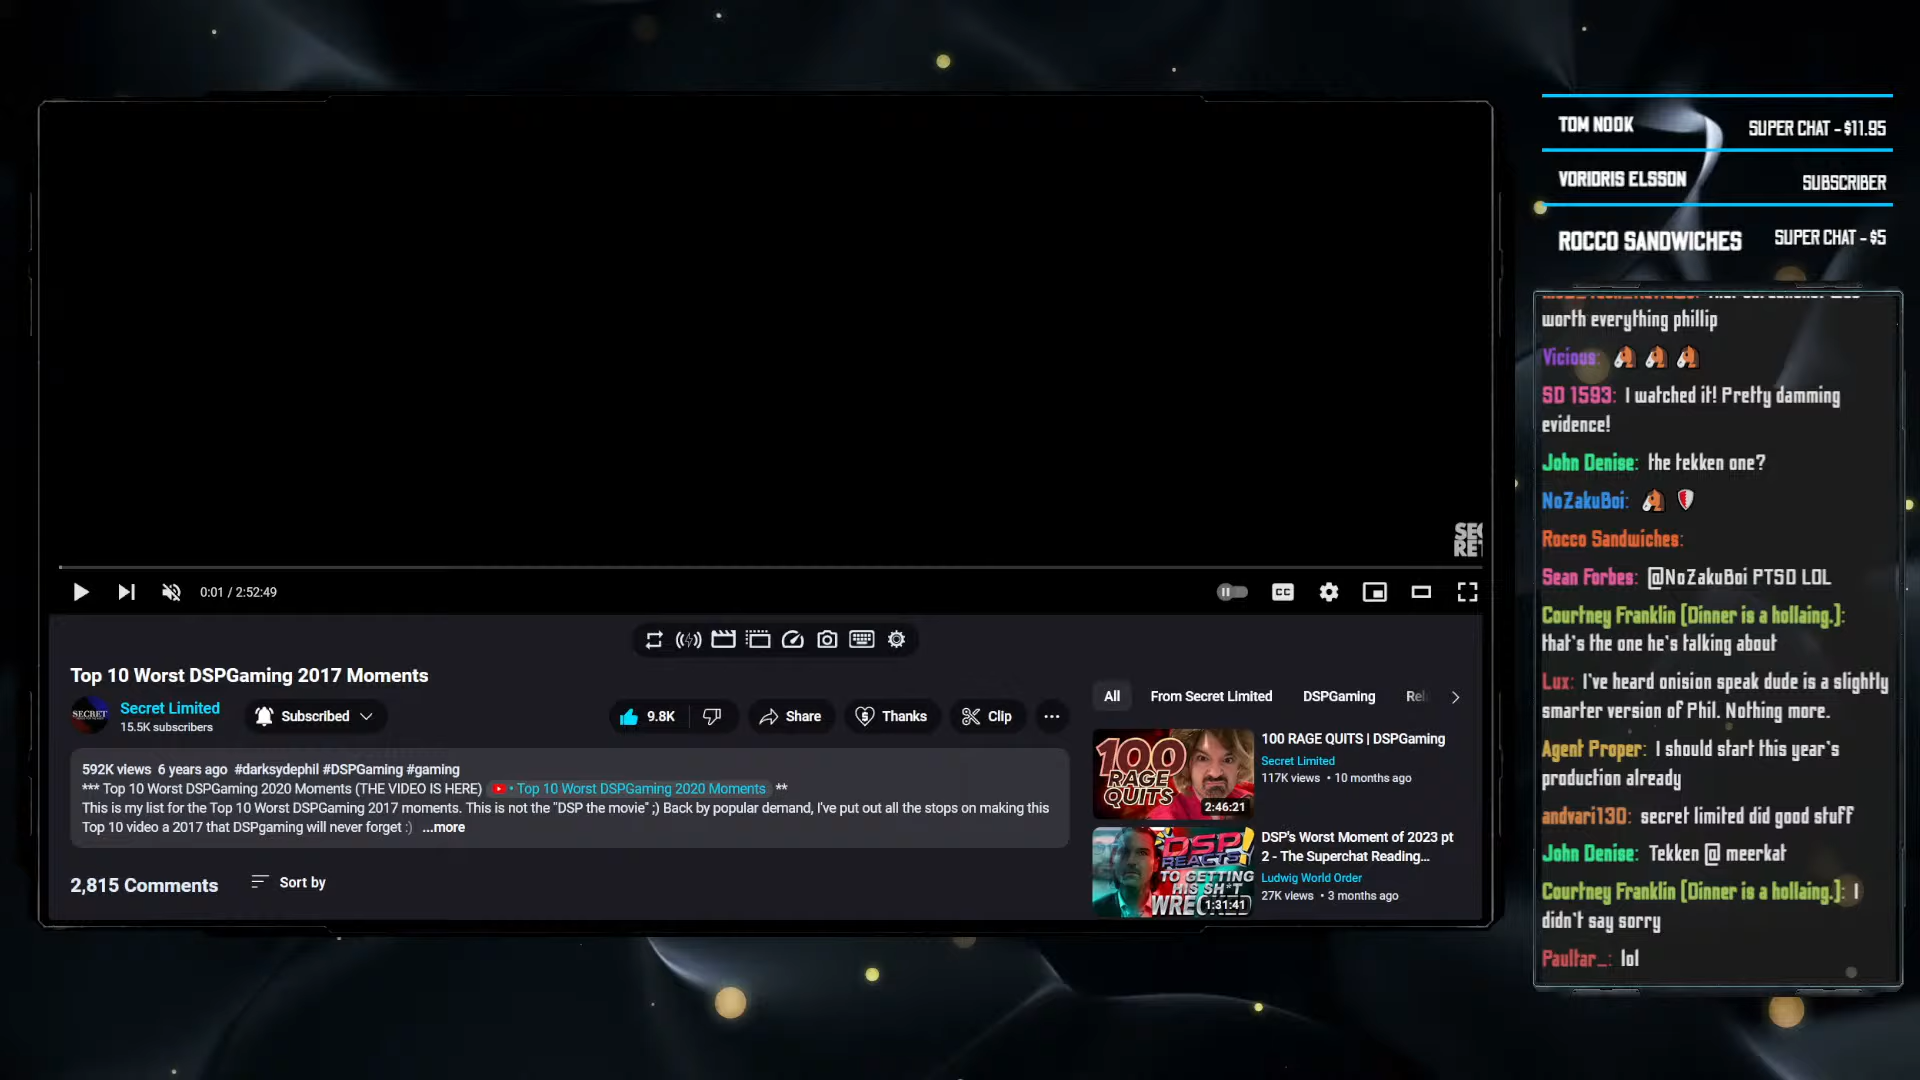 TOM NOOK
SUPER CHAT - $11.95
VORIDRIS ELSSON
SUBSCRIBER
ROCCO SANDWICHES
SUPER CHAT - $5
worth everything phillip
Vicious:
SD 1593: I watched it! Pretty damming
evidence!
John Denise: the tekken one?
NoZakuBoi:
Rocco Sandwiches:
Sean Forbes: @NoZakuBoi PTSD LOL
Courtney Franklin (Dinner is a hollaing.):
that's the one he's talking about
Lux: I've heard onision speak dude is a slightly
smarter version of Phil. Nothing more.
Agent Proper: I should start this year's
production already
andvari130: secret limited did good stuff
John Denise: Tekken @ meerkat
Courtney Franklin (Dinner is a hollaing.): I
didn't say sorry
Paultar_: lol
0:01 / 2:52:49
CC
Top 10 Worst DSPGaming 2017 Moments
SECRET
Secret Limited
15.5K subscribers
Subscribed
9.8K
Share
Thanks
Clip
592K views 6 years ago #darksydephil #DSPGaming #gaming
*** Top 10 Worst DSPGaming 2020 Moments (THE VIDEO IS HERE) • Top 10 Worst DSPGaming 2020 Moments **
This is my list for the Top 10 Worst DSPGaming 2017 moments. This is not the "DSP the movie" ;) Back by popular demand, I've put out all the stops on making this
Top 10 video a 2017 that DSPgaming will never forget :) ...more
2,815 Comments
Sort by
All
From Secret Limited
DSPGaming
Rel
100
RAGE
QUITS
2:46:21
100 RAGE QUITS | DSPGaming
Secret Limited
117K views • 10 months ago
DSP!
REACTS
TO GETTING
HIS SH*T
WRECKED
1:31:41
DSP's Worst Moment of 2023 pt
2 - The Superchat Reading...
Ludwig World Order
27K views • 3 months ago